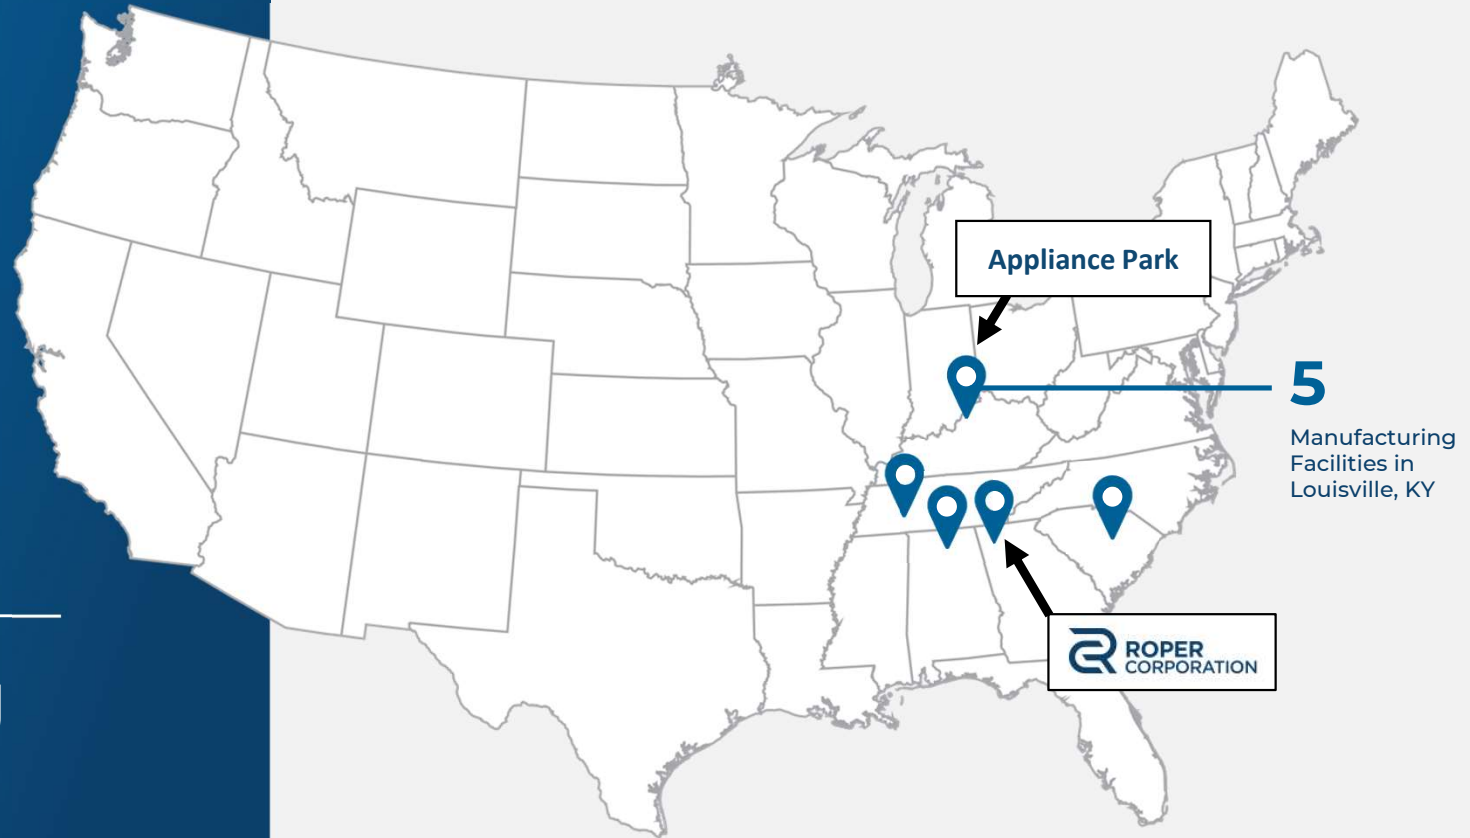 Appliance Park
5
Manufacturing
Facilities in
Louisville, KY
ROPER
CORPORATION